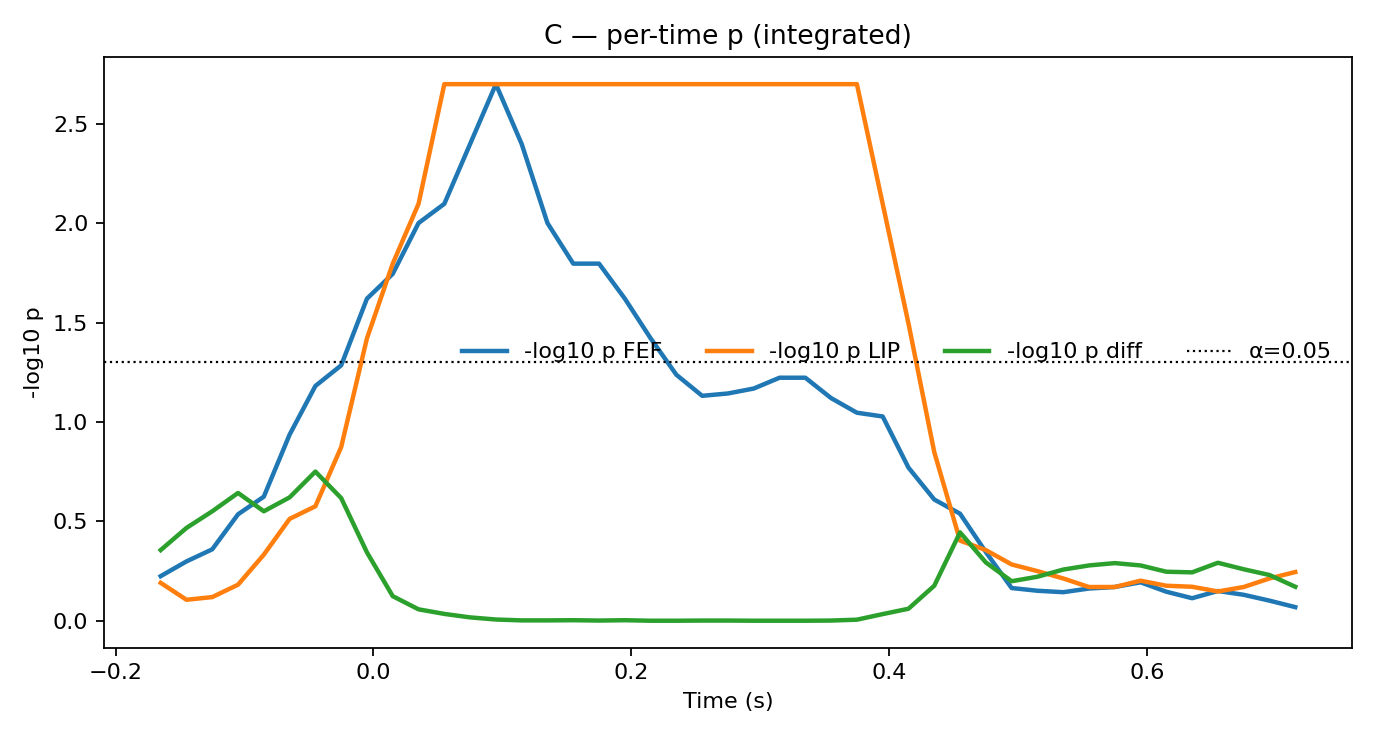 C — per-time p (integrated)
2.5
2.0
1.5
1.0
0.5
0.0
-log10 p
-log10 p FEF -log10 p LIP -log10 p diff α=0.05
−0.2 0.0 0.2 0.4 0.6
Time (s)